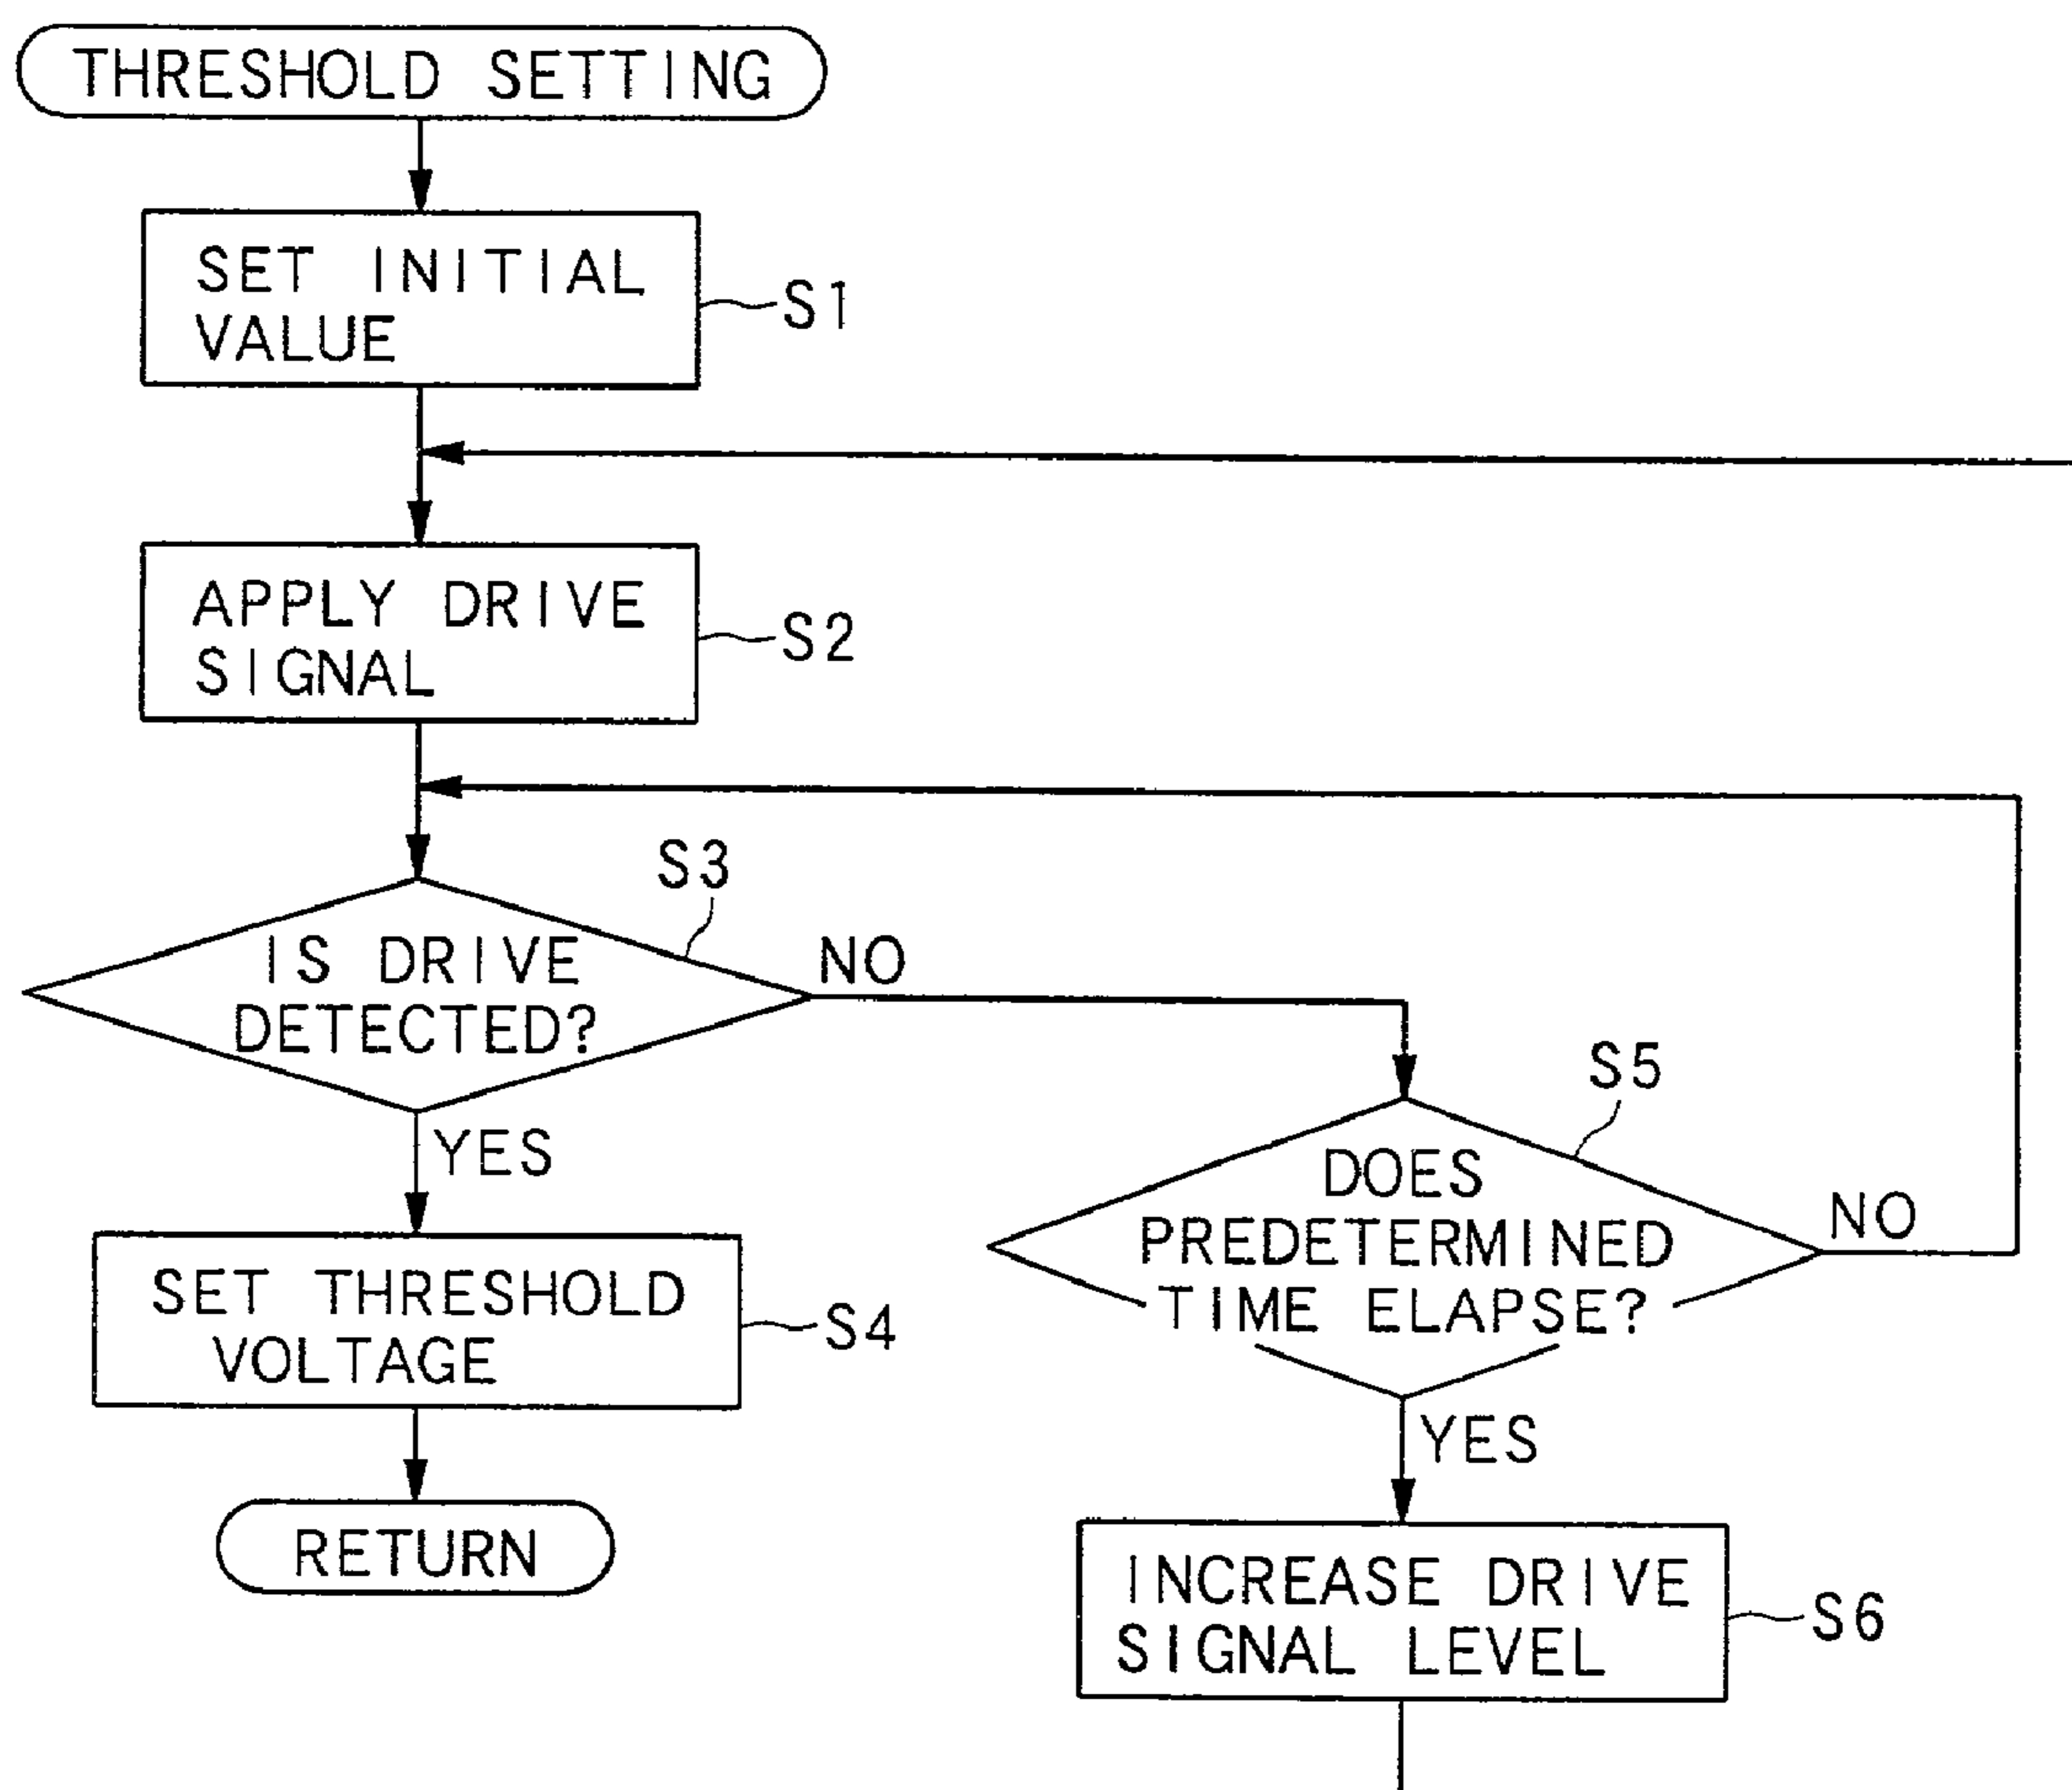 THRESHOLD SETTING
SET INITIAL
VALUE
S1
APPLY DRIVE
SIGNAL
S2
S3
IS DRIVE
DETECTED?
NO
YES
SET THRESHOLD
VOLTAGE
S4
RETURN
S5
DOES
PREDETERMINED
TIME ELAPSE?
NO
YES
INCREASE DRIVE
SIGNAL LEVEL
S6